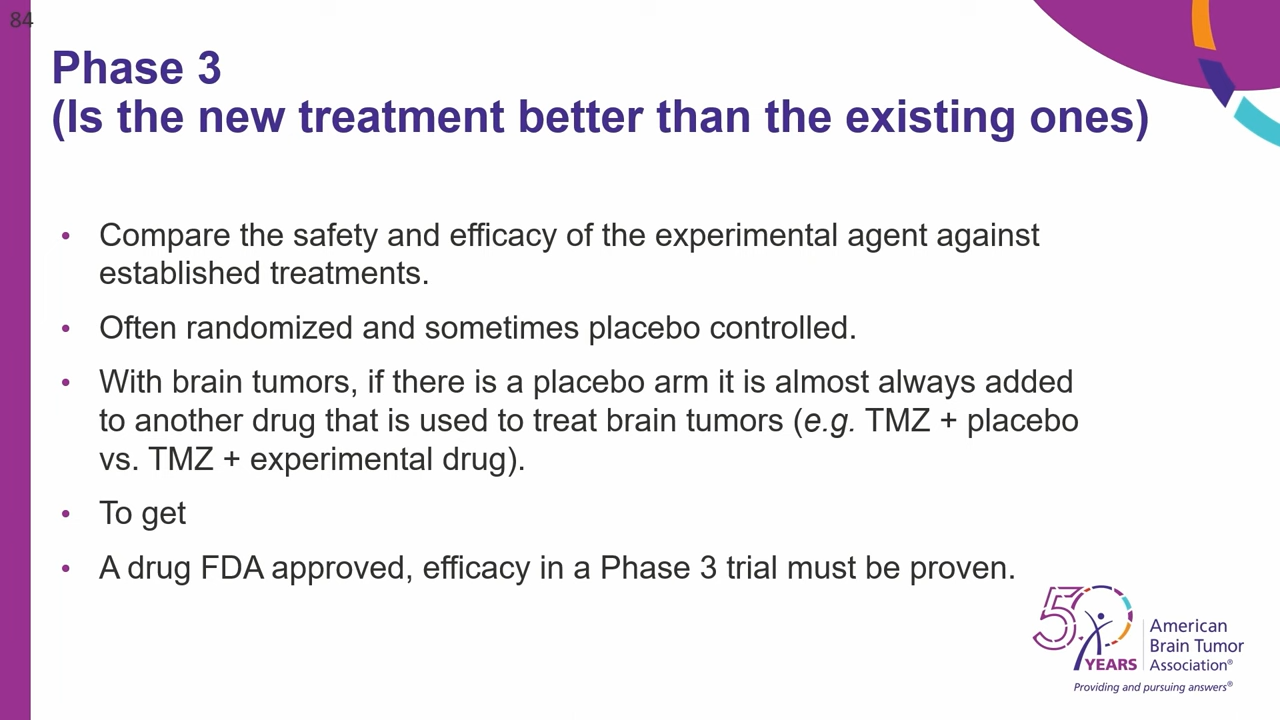 84
Phase 3
(Is the new treatment better than the existing ones)
• Compare the safety and efficacy of the experimental agent against
established treatments.
• Often randomized and sometimes placebo controlled.
• With brain tumors, if there is a placebo arm it is almost always added
to another drug that is used to treat brain tumors (e.g. TMZ + placebo
vs. TMZ + experimental drug).
• To get
• A drug FDA approved, efficacy in a Phase 3 trial must be proven.
50
YEARS
American
Brain Tumor
Association®
Providing and pursuing answers®